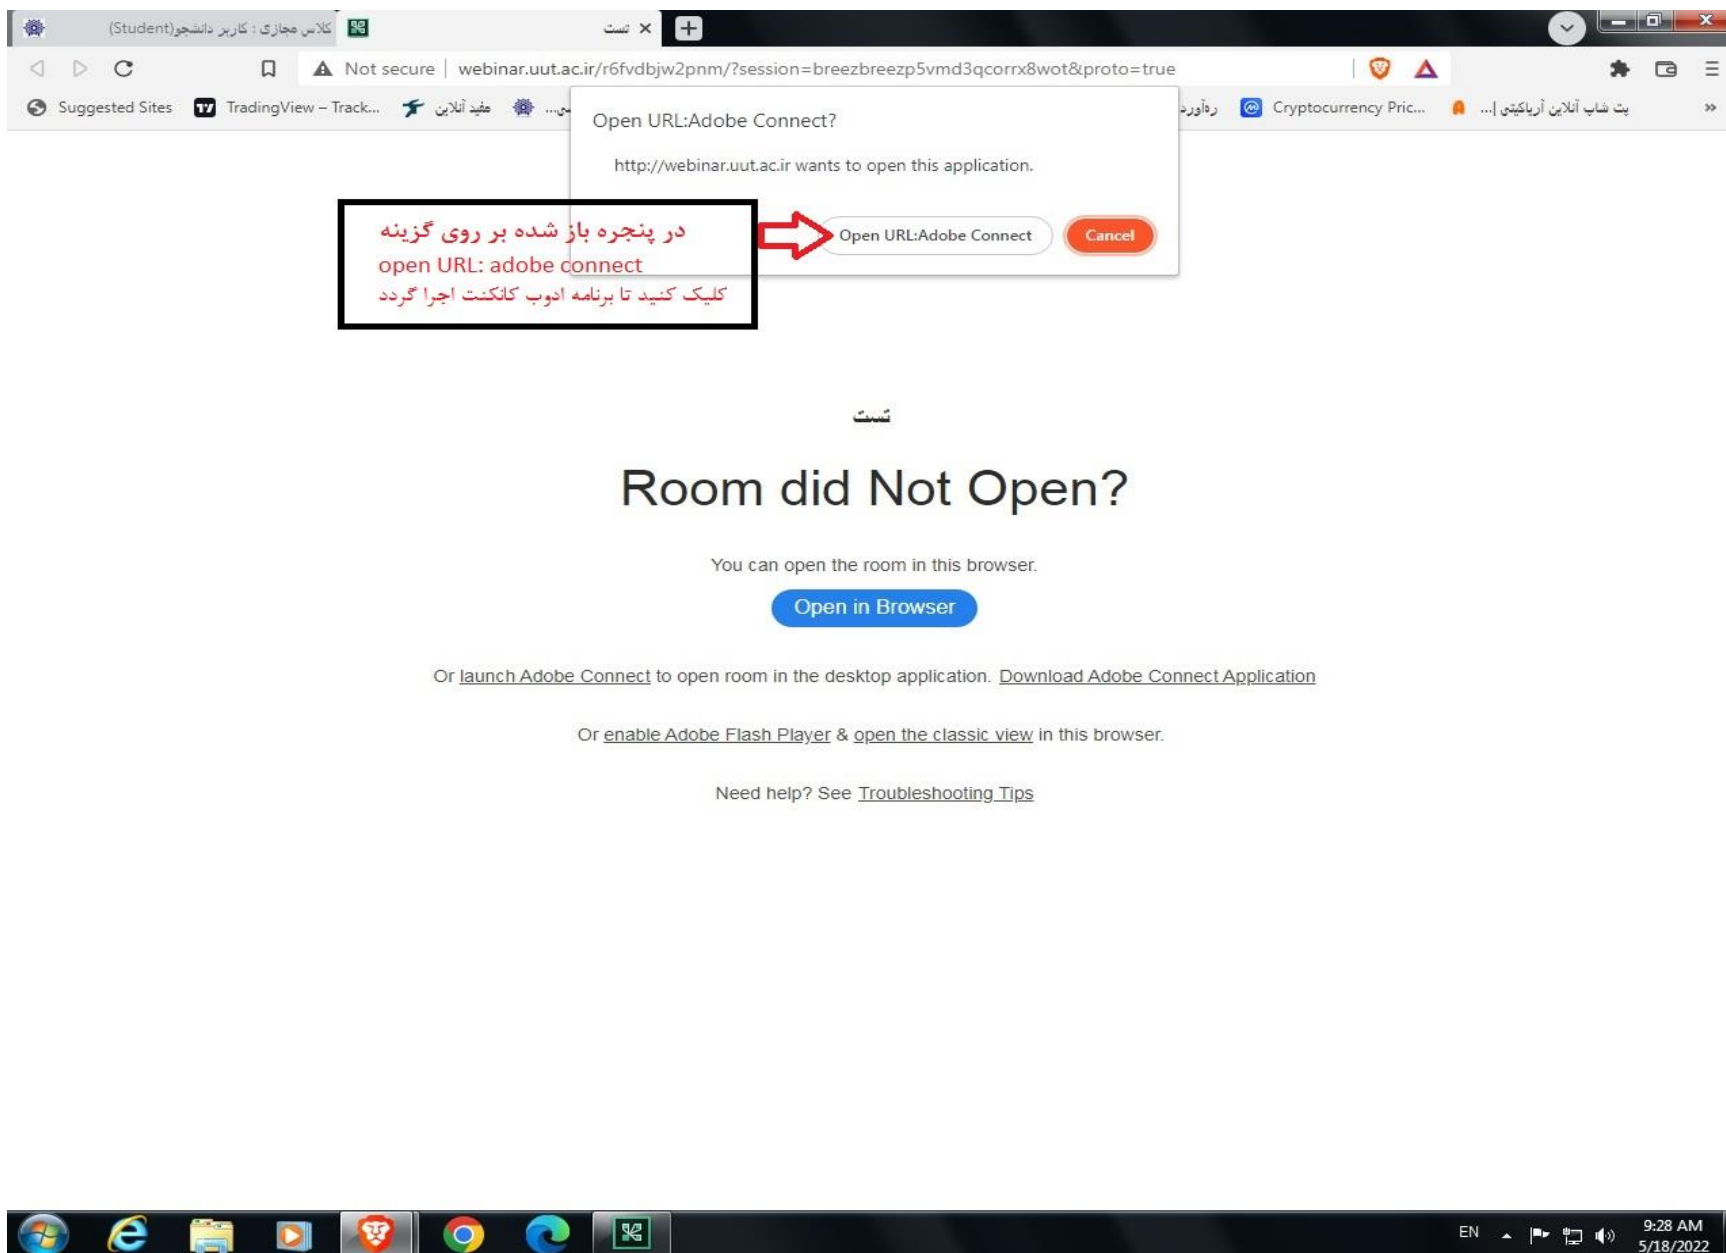 کلاس مجازی : کاربر دانشجو(Student)
تست
Not secure | webinar.uut.ac.ir/r6fvdbjw2pnm/?session=breezbreezp5vmd3qcorrx8wot&proto=true
Suggested Sites TradingView – Track... مفید آنلاین رهآورد Cryptocurrency Pric... پت شاپ آنلاین آریاکیتی |...
Open URL:Adobe Connect?
http://webinar.uut.ac.ir wants to open this application.
Open URL:Adobe Connect Cancel
در پنجره باز شده بر روی گزینه
open URL: adobe connect
کلیک کنید تا برنامه ادوب کانکنت اجرا گردد
تست
Room did Not Open?
You can open the room in this browser.
Open in Browser
Or launch Adobe Connect to open room in the desktop application. Download Adobe Connect Application
Or enable Adobe Flash Player & open the classic view in this browser.
Need help? See Troubleshooting Tips
EN 9:28 AM
5/18/2022